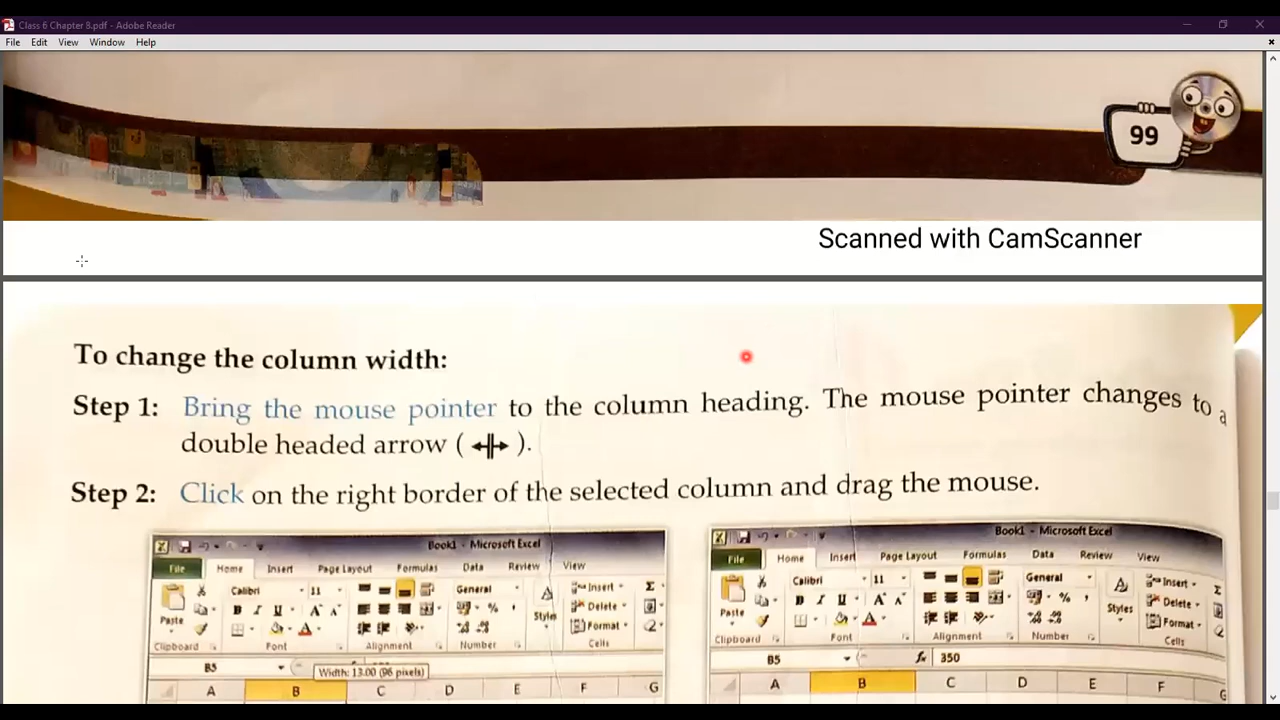 Class 6 Chapter 8.pdf - Adobe Reader
File Edit View Window Help
99
Scanned with CamScanner
To change the column width:
Step 1: Bring the mouse pointer to the column heading. The mouse pointer changes to a
double headed arrow ( ).
Step 2: Click on the right border of the selected column and drag the mouse.
Book1 - Microsoft Excel
File Home Insert Page Layout Formulas Data Review View
Calibri 11 General Insert Σ
B I U A A % , Delete
Paste Styles Format
Clipboard Font Alignment Number Cells
B5
Width: 13.00 (96 pixels)
A B C D E F G
Book1 - Microsoft Excel
File Home Insert Page Layout Formulas Data Review View
Calibri 11 General Insert Σ
B I U A A % , Delete
Paste Styles Format
Clipboard Font Alignment Number Cells
B5 fx 350
A B C D E F G